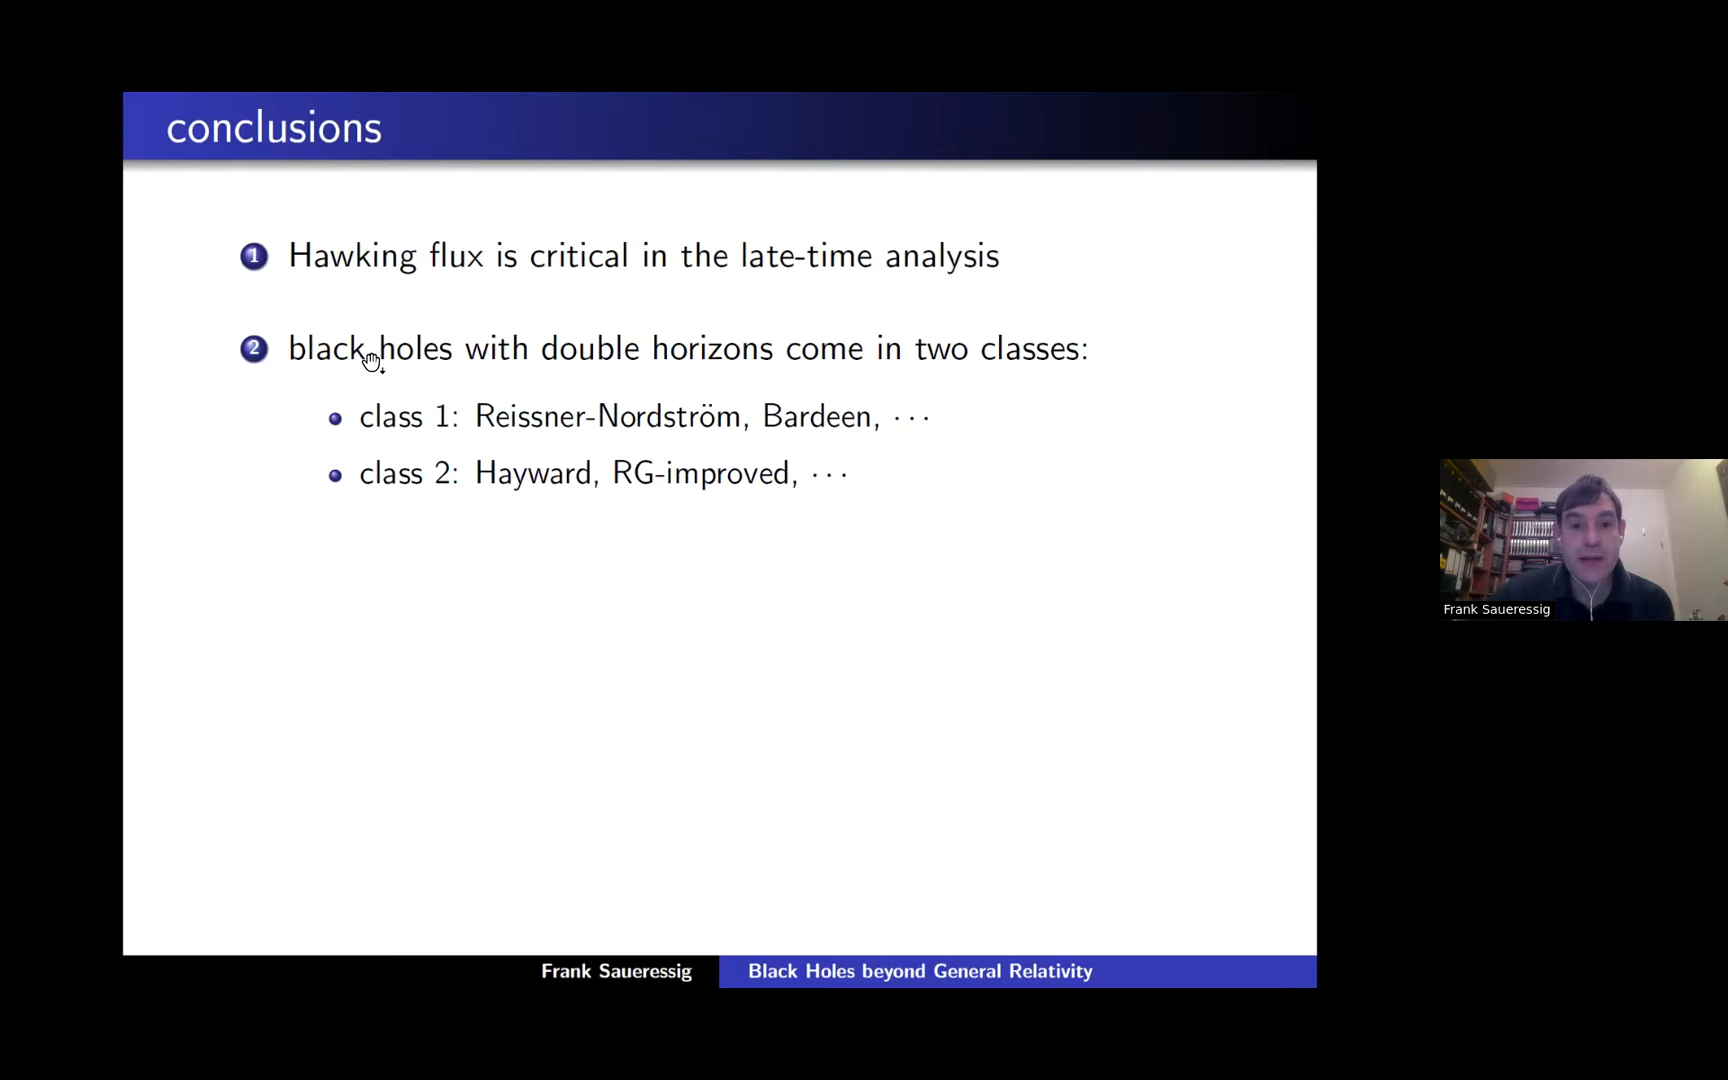 conclusions
1 Hawking flux is critical in the late-time analysis
2 black holes with double horizons come in two classes:
class 1: Reissner-Nordström, Bardeen, · · ·
class 2: Hayward, RG-improved, · · ·
Frank Saueressig
Frank Saueressig
Black Holes beyond General Relativity